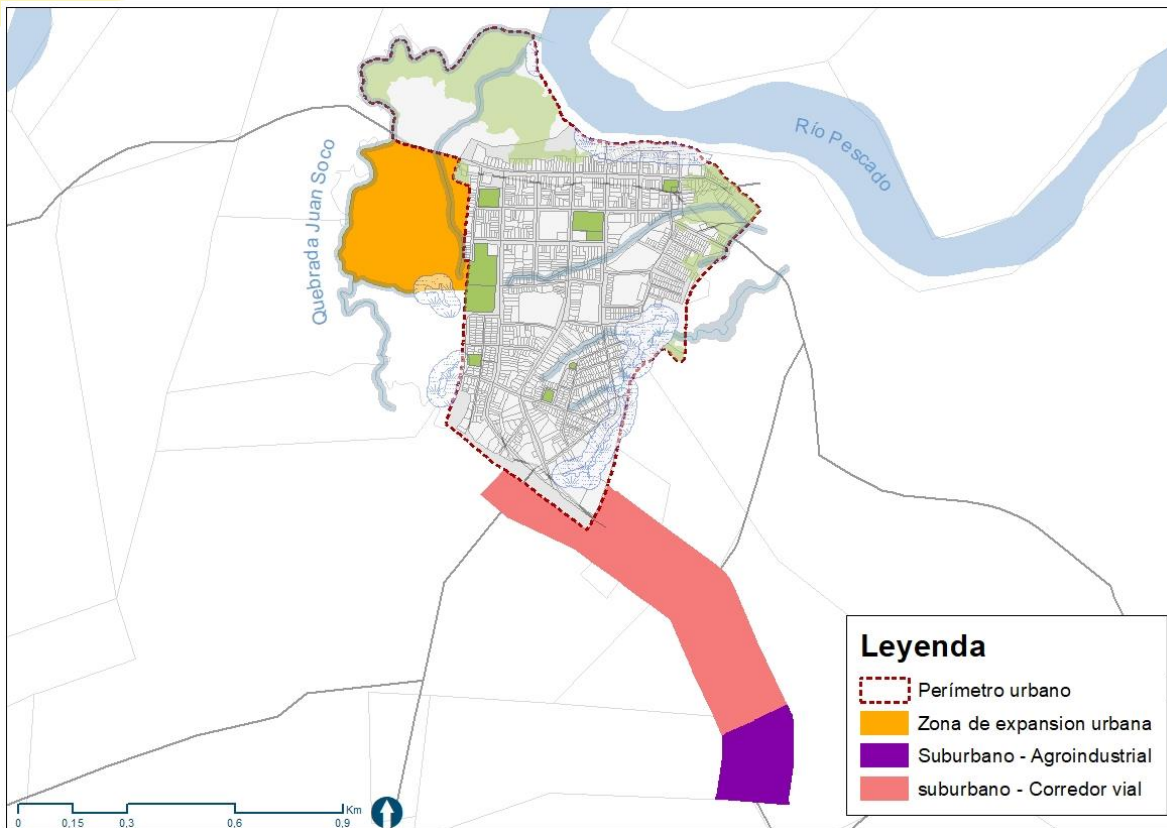 Río Pescado
Quebrada Juan Soco
Leyenda
Perímetro urbano
Zona de expansion urbana
Suburbano - Agroindustrial
suburbano - Corredor vial
Km
0 0,15 0,3 0,6 0,9